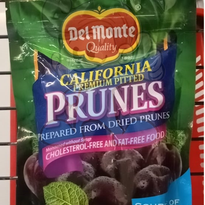 Del Monte
Quality
CALIFORNIA
PREMIUM PITTED
PRUNES
PREPARED FROM DRIED PRUNES
CHOLESTEROL-FREE AND FAT-FREE FOOD